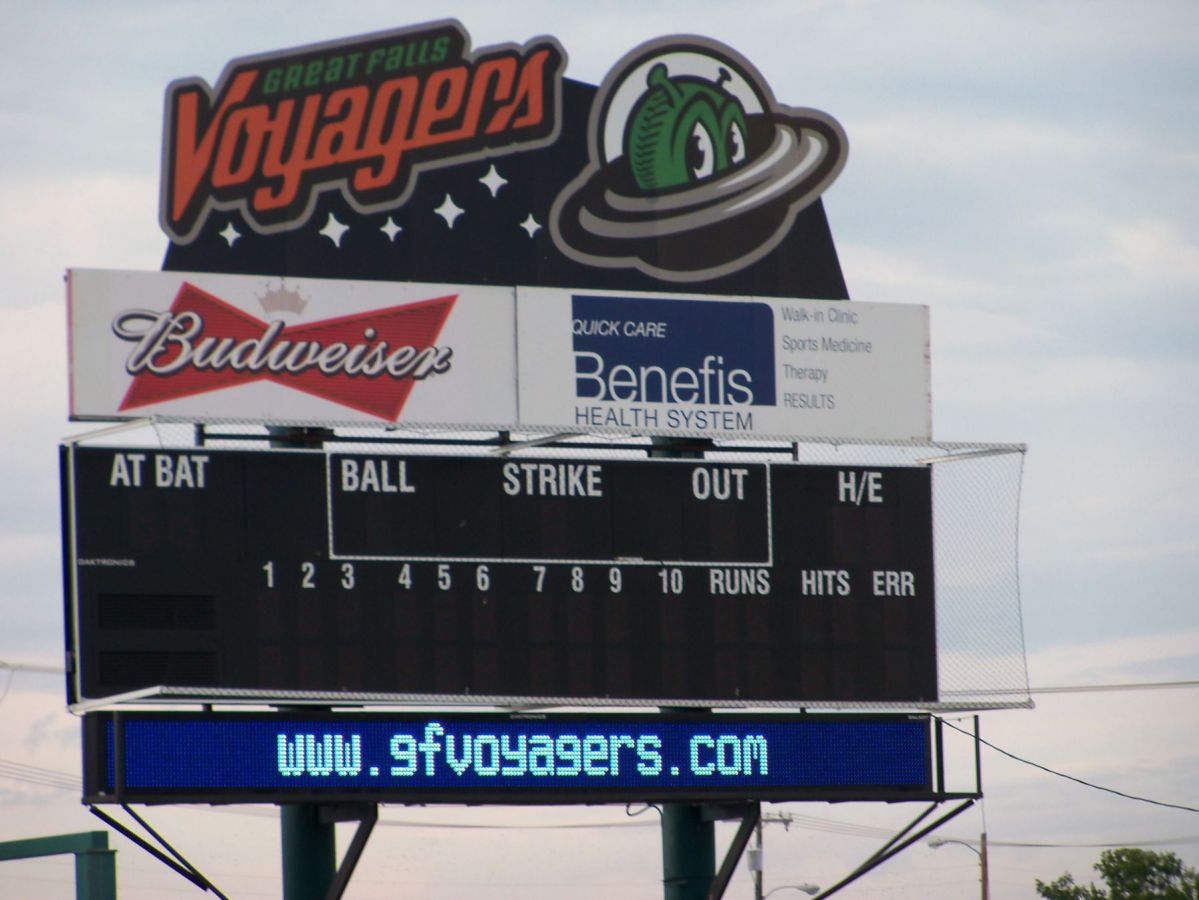 GREAT FALLS
Voyagers
Budweiser
QUICK CARE
Benefis
HEALTH SYSTEM
Walk-in Clinic
Sports Medicine
Therapy
RESULTS
AT BAT BALL STRIKE OUT H/E
DAKTRONICS
1 2 3 4 5 6 7 8 9 10 RUNS HITS ERR
www.gfvoyagers.com